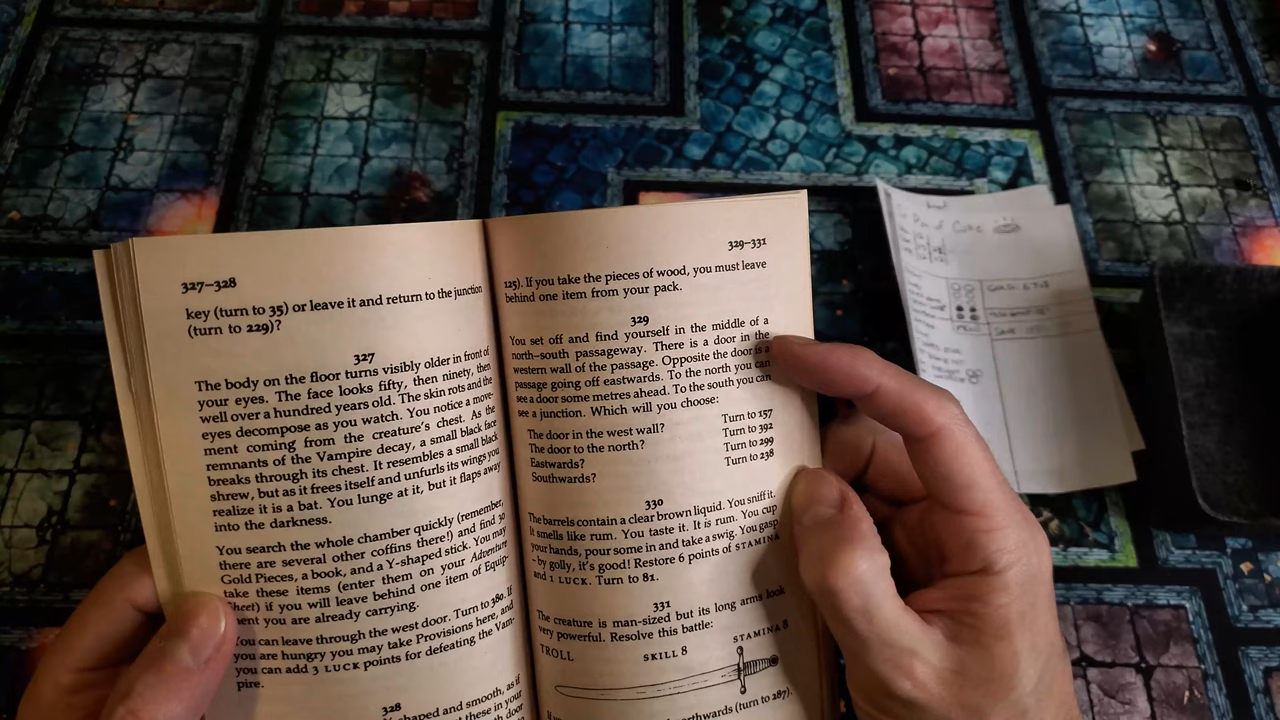 327–328
key (turn to 35) or leave it and return to the junction
(turn to 229)?
327
The body on the floor turns visibly older in front of
your eyes. The face looks fifty, then ninety, then
well over a hundred years old. The skin rots and the
eyes decompose as you watch. You notice a move-
ment coming from the creature's chest. As the
remnants of the Vampire decay, a small black face
breaks through its chest. It resembles a small black
shrew, but as it frees itself and unfurls its wings you
realize it is a bat. You lunge at it, but it flaps away
into the darkness.
You search the whole chamber quickly (remember,
there are several other coffins there!) and find 30
Gold Pieces, a book, and a Y-shaped stick. You may
take these items (enter them on your Adventure
Sheet) if you will leave behind one item of Equip-
ment you are already carrying.
You can leave through the west door. Turn to 380. If
you are hungry you may take Provisions here, and
you can add 3 LUCK points for defeating the Vam-
pire.
328
shaped and smooth, as if
these in your
door
329–331
125). If you take the pieces of wood, you must leave
behind one item from your pack.
329
You set off and find yourself in the middle of a
north–south passageway. There is a door in the
western wall of the passage. Opposite the door is a
passage going off eastwards. To the north you can
see a door some metres ahead. To the south you can
see a junction. Which will you choose:
The door in the west wall? Turn to 157
The door to the north? Turn to 392
Eastwards? Turn to 299
Southwards? Turn to 238
330
The barrels contain a clear brown liquid. You sniff it.
It smells like rum. You taste it. It is rum. You cup
your hands, pour some in and take a swig. You gasp
– by golly, it's good! Restore 6 points of STAMINA
and 1 LUCK. Turn to 81.
331
The creature is man-sized but its long arms look
very powerful. Resolve this battle:
TROLL SKILL 8 STAMINA 8
northwards (turn to 287).